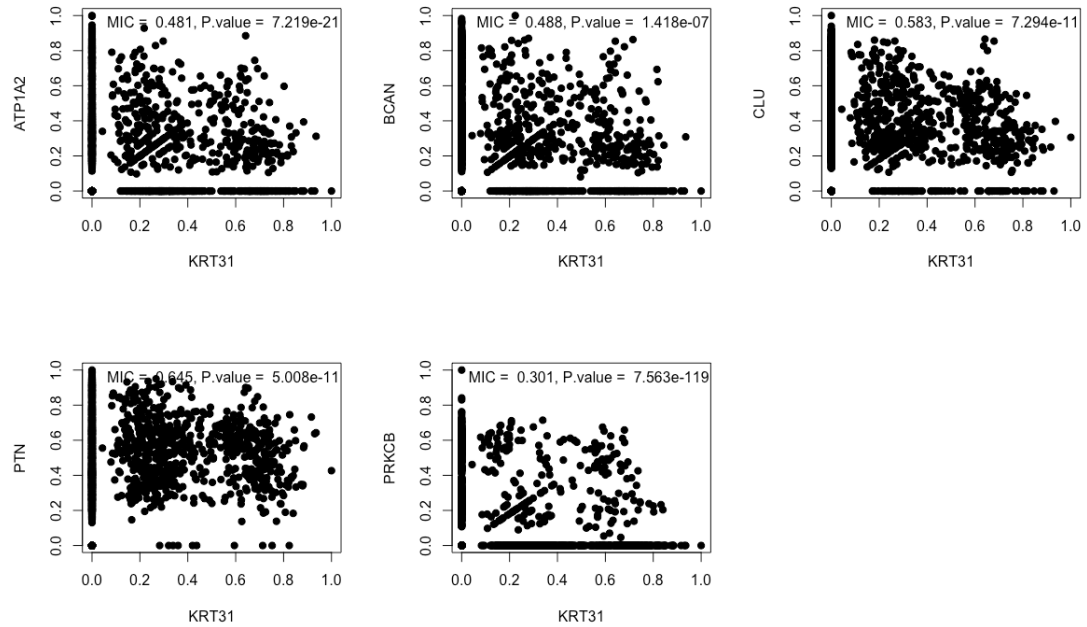 MIC = 0.481, P.value = 7.219e-21
ATP1A2
0.0 0.2 0.4 0.6 0.8 1.0
0.0 0.2 0.4 0.6 0.8 1.0
KRT31
MIC = 0.488, P.value = 1.418e-07
BCAN
0.0 0.2 0.4 0.6 0.8 1.0
0.0 0.2 0.4 0.6 0.8 1.0
KRT31
MIC = 0.583, P.value = 7.294e-11
CLU
0.0 0.2 0.4 0.6 0.8 1.0
0.0 0.2 0.4 0.6 0.8 1.0
KRT31
MIC = 0.645, P.value = 5.008e-11
PTN
0.0 0.2 0.4 0.6 0.8 1.0
0.0 0.2 0.4 0.6 0.8 1.0
KRT31
MIC = 0.301, P.value = 7.563e-119
PRKCB
0.0 0.2 0.4 0.6 0.8 1.0
0.0 0.2 0.4 0.6 0.8 1.0
KRT31